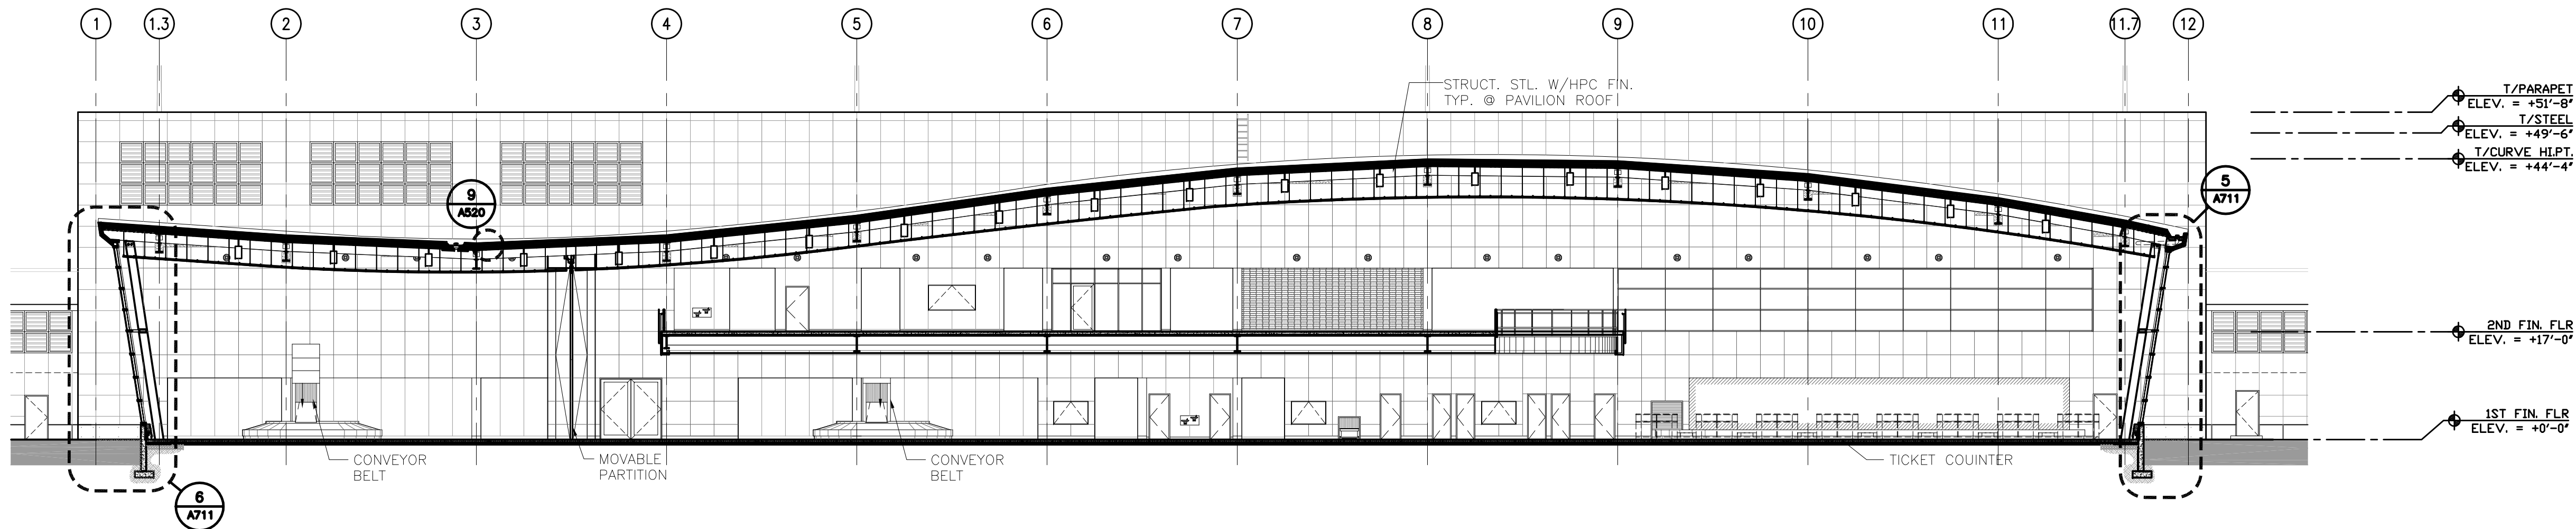 1
1.3
2
3
4
5
6
7
8
9
10
11
11.7
12
STRUCT. STL. W/HPC FIN.
TYP. @ PAVILION ROOF
T/PARAPET
ELEV. = +51'-8"
T/STEEL
ELEV. = +49'-6"
T/CURVE HI.PT.
ELEV. = +44'-4"
9
A520
5
A711
2ND FIN. FLR
ELEV. = +17'-0"
1ST FIN. FLR
ELEV. = +0'-0"
CONVEYOR
BELT
MOVABLE
PARTITION
CONVEYOR
BELT
TICKET COUINTER
6
A711